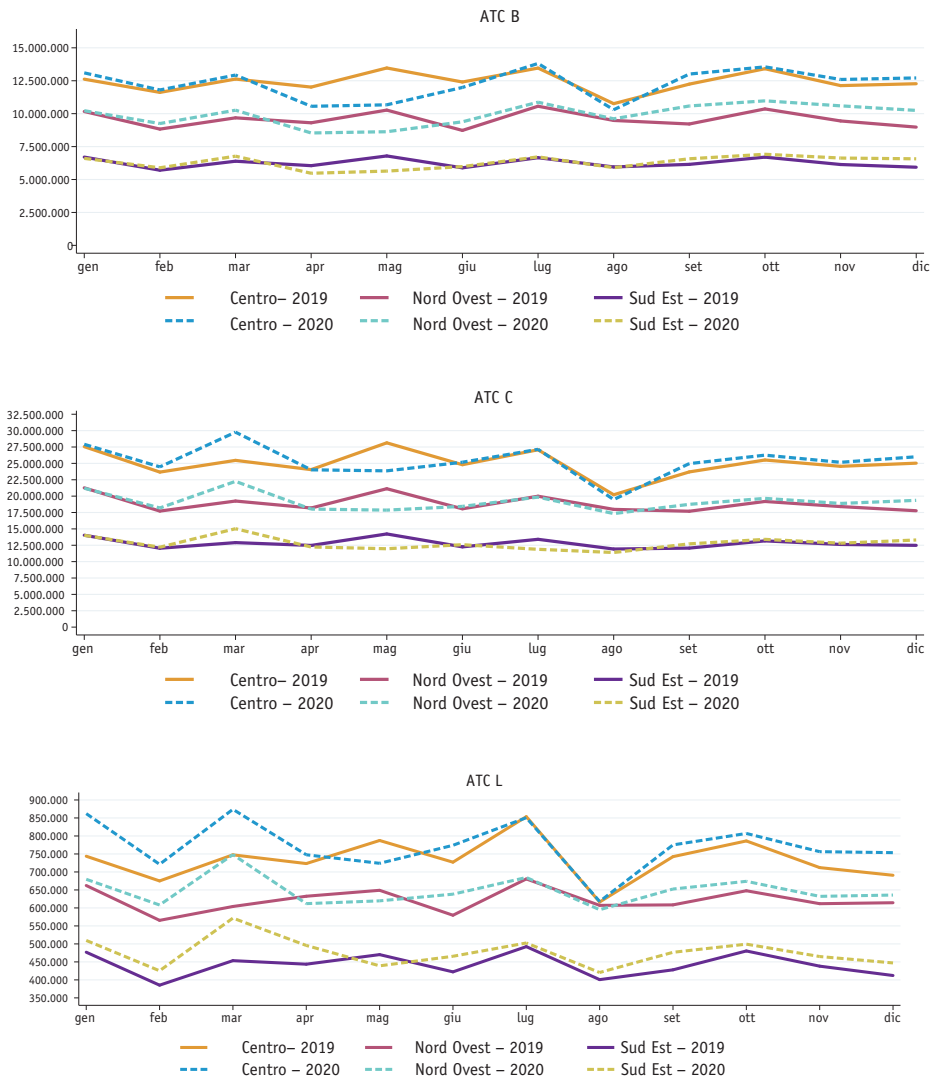 ATC B
15.000.000
12.500.000
10.000.000
7.500.000
5.000.000
2.500.000
0
gen feb mar apr mag giu lug ago set ott nov dic
Centro– 2019 Nord Ovest – 2019 Sud Est – 2019
Centro – 2020 Nord Ovest – 2020 Sud Est – 2020
ATC C
32.500.000
30.000.000
27.500.000
25.000.000
22.500.000
20.000.000
17.500.000
15.000.000
12.500.000
10.000.000
7.500.000
5.000.000
2.500.000
0
gen feb mar apr mag giu lug ago set ott nov dic
Centro– 2019 Nord Ovest – 2019 Sud Est – 2019
Centro – 2020 Nord Ovest – 2020 Sud Est – 2020
ATC L
900.000
850.000
800.000
750.000
700.000
650.000
600.000
550.000
500.000
450.000
400.000
350.000
gen feb mar apr mag giu lug ago set ott nov dic
Centro– 2019 Nord Ovest – 2019 Sud Est – 2019
Centro – 2020 Nord Ovest – 2020 Sud Est – 2020